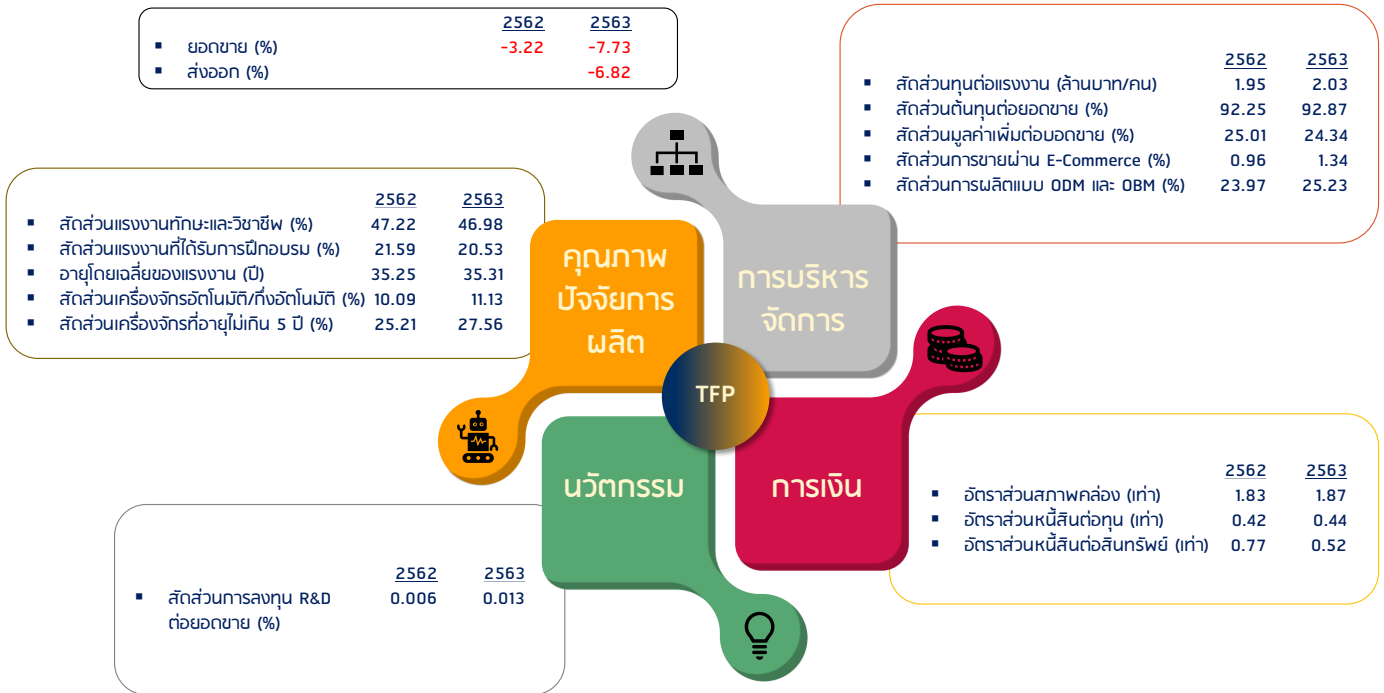 2562 2563
▪ ยอดขาย (%) -3.22 -7.73
▪ ส่งออก (%) -6.82
2562 2563
▪ สัดส่วนทุนต่อแรงงาน (ล้านบาท/คน) 1.95 2.03
▪ สัดส่วนต้นทุนต่อยอดขาย (%) 92.25 92.87
▪ สัดส่วนมูลค่าเพิ่มต่อบอดขาย (%) 25.01 24.34
▪ สัดส่วนการขายผ่าน E-Commerce (%) 0.96 1.34
▪ สัดส่วนการผลิตแบบ ODM และ OBM (%) 23.97 25.23
2562 2563
▪ สัดส่วนแรงงานทักษะและวิชาชีพ (%) 47.22 46.98
▪ สัดส่วนแรงงานที่ได้รับการฝึกอบรม (%) 21.59 20.53
▪ อายุโดยเฉลี่ยของแรงงาน (ปี) 35.25 35.31
▪ สัดส่วนเครื่องจักรอัตโนมัติ/กึ่งอัตโนมัติ (%) 10.09 11.13
▪ สัดส่วนเครื่องจักรที่อายุไม่เกิน 5 ปี (%) 25.21 27.56
คุณภาพ
ปัจจัยการ
ผลิต
การบริหาร
จัดการ
TFP
นวัตกรรม
การเงิน
2562 2563
▪ อัตราส่วนสภาพคล่อง (เท่า) 1.83 1.87
▪ อัตราส่วนหนี้สินต่อทุน (เท่า) 0.42 0.44
▪ อัตราส่วนหนี้สินต่อสินทรัพย์ (เท่า) 0.77 0.52
2562 2563
▪ สัดส่วนการลงทุน R&D 0.006 0.013
ต่อยอดขาย (%)